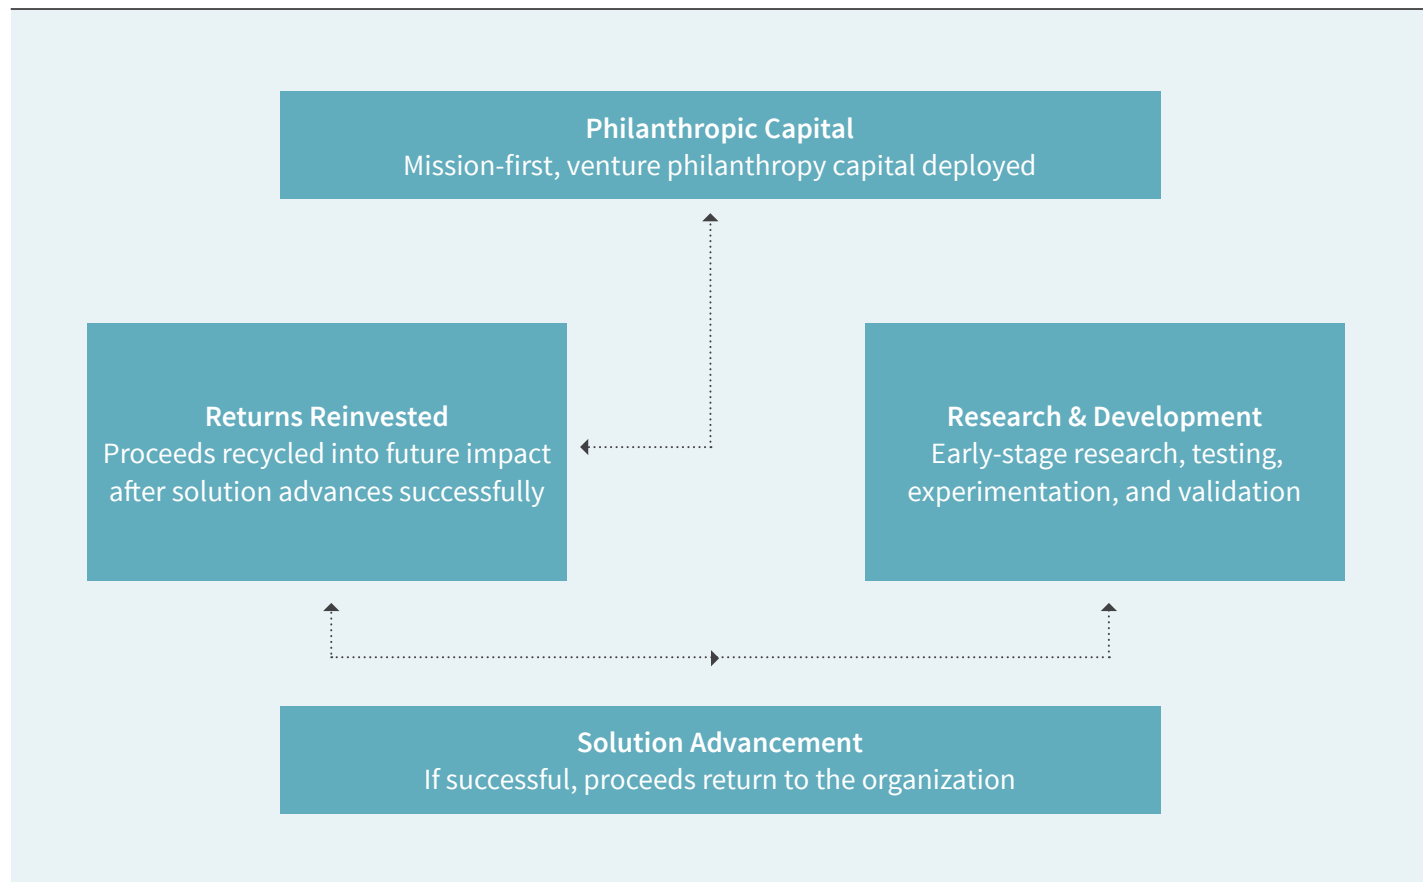 Philanthropic Capital
Mission-first, venture philanthropy capital deployed
Returns Reinvested
Proceeds recycled into future impact
after solution advances successfully
Research & Development
Early-stage research, testing,
experimentation, and validation
Solution Advancement
If successful, proceeds return to the organization